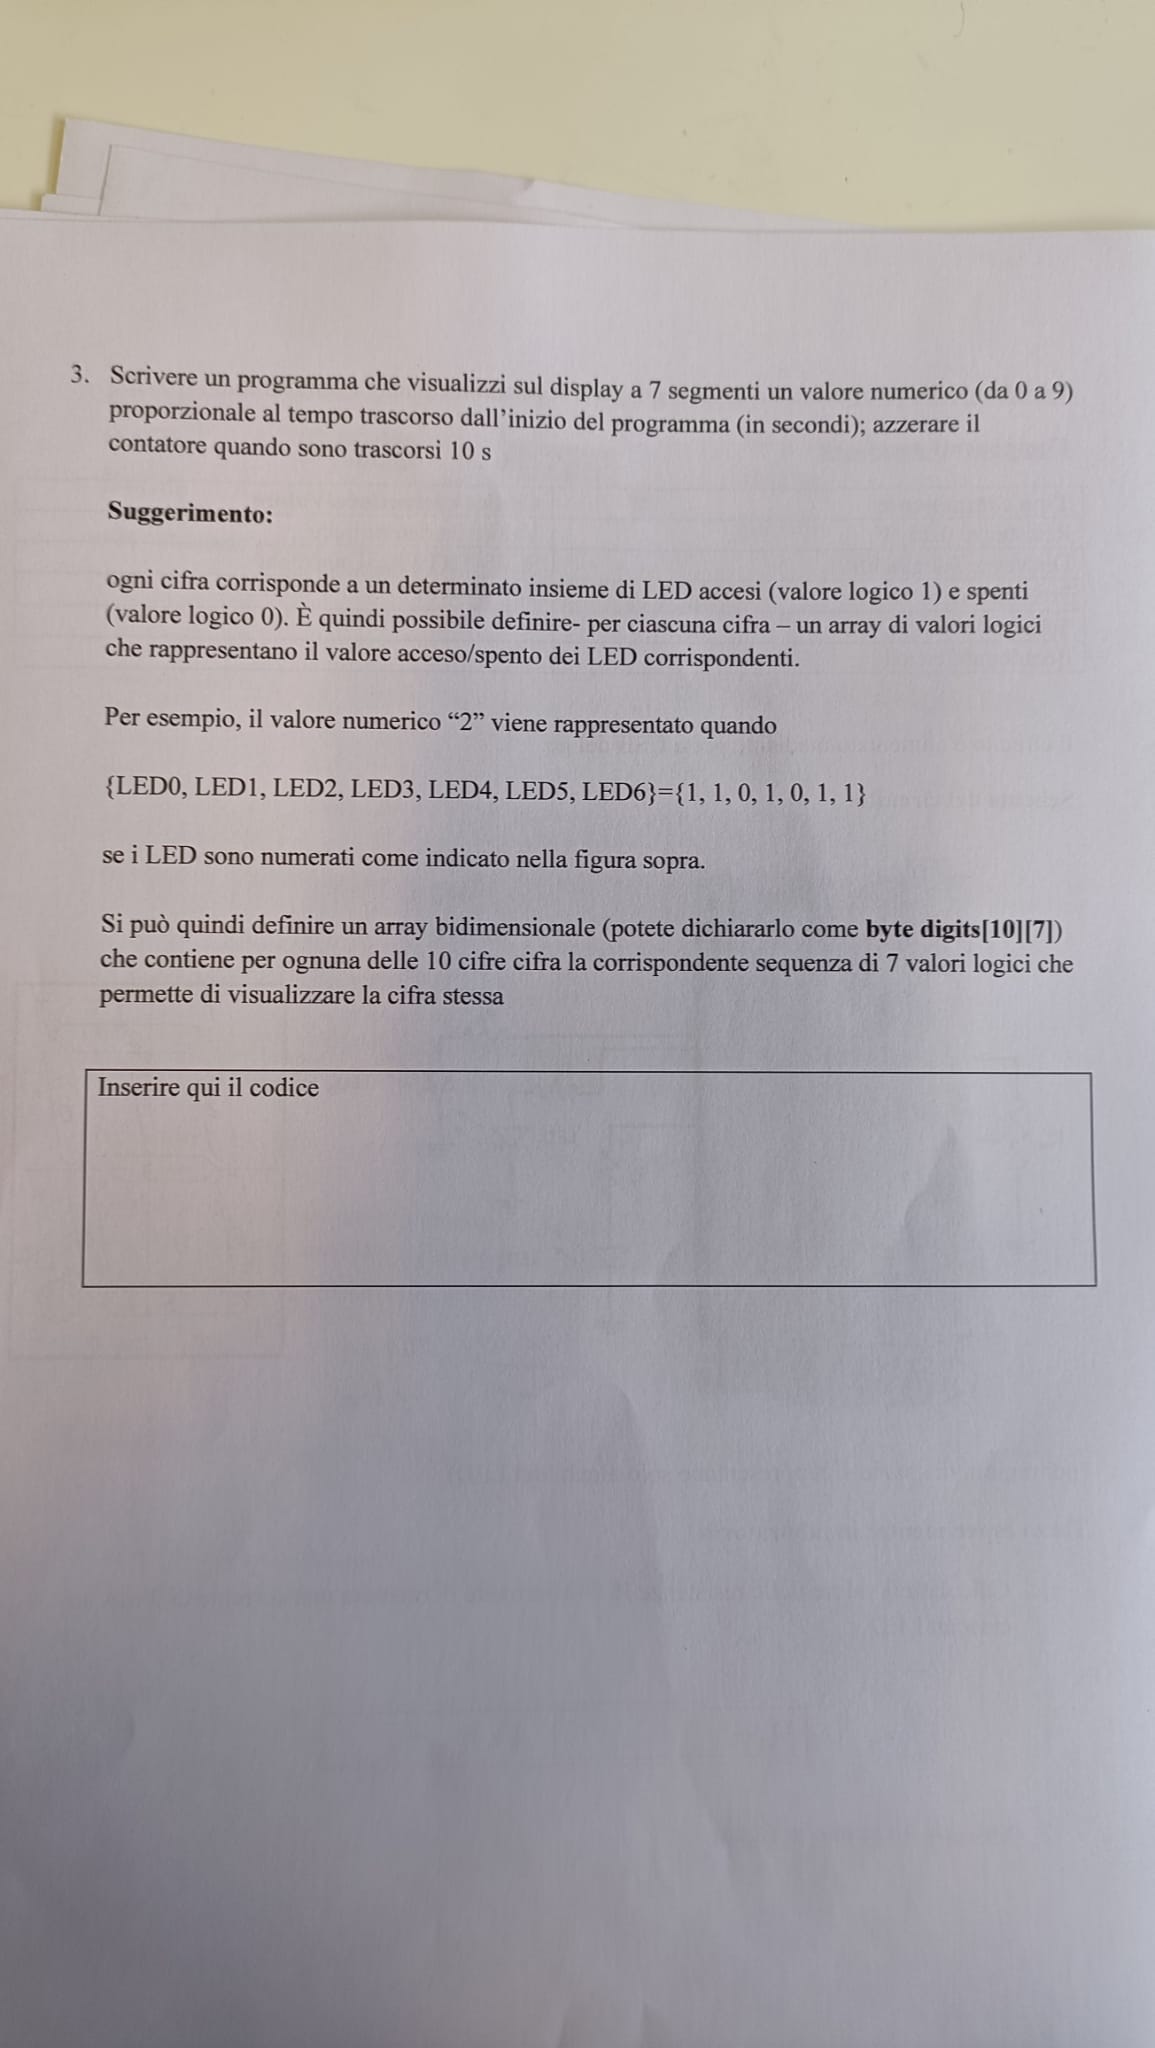 3. Scrivere un programma che visualizzi sul display a 7 segmenti un valore numerico (da 0 a 9)
proporzionale al tempo trascorso dall'inizio del programma (in secondi); azzerare il
contatore quando sono trascorsi 10 s
Suggerimento:
ogni cifra corrisponde a un determinato insieme di LED accesi (valore logico 1) e spenti
(valore logico 0). È quindi possibile definire- per ciascuna cifra – un array di valori logici
che rappresentano il valore acceso/spento dei LED corrispondenti.
Per esempio, il valore numerico “2” viene rappresentato quando
{LED0, LED1, LED2, LED3, LED4, LED5, LED6}={1, 1, 0, 1, 0, 1, 1}
se i LED sono numerati come indicato nella figura sopra.
Si può quindi definire un array bidimensionale (potete dichiararlo come byte digits[10][7])
che contiene per ognuna delle 10 cifre cifra la corrispondente sequenza di 7 valori logici che
permette di visualizzare la cifra stessa
Inserire qui il codice